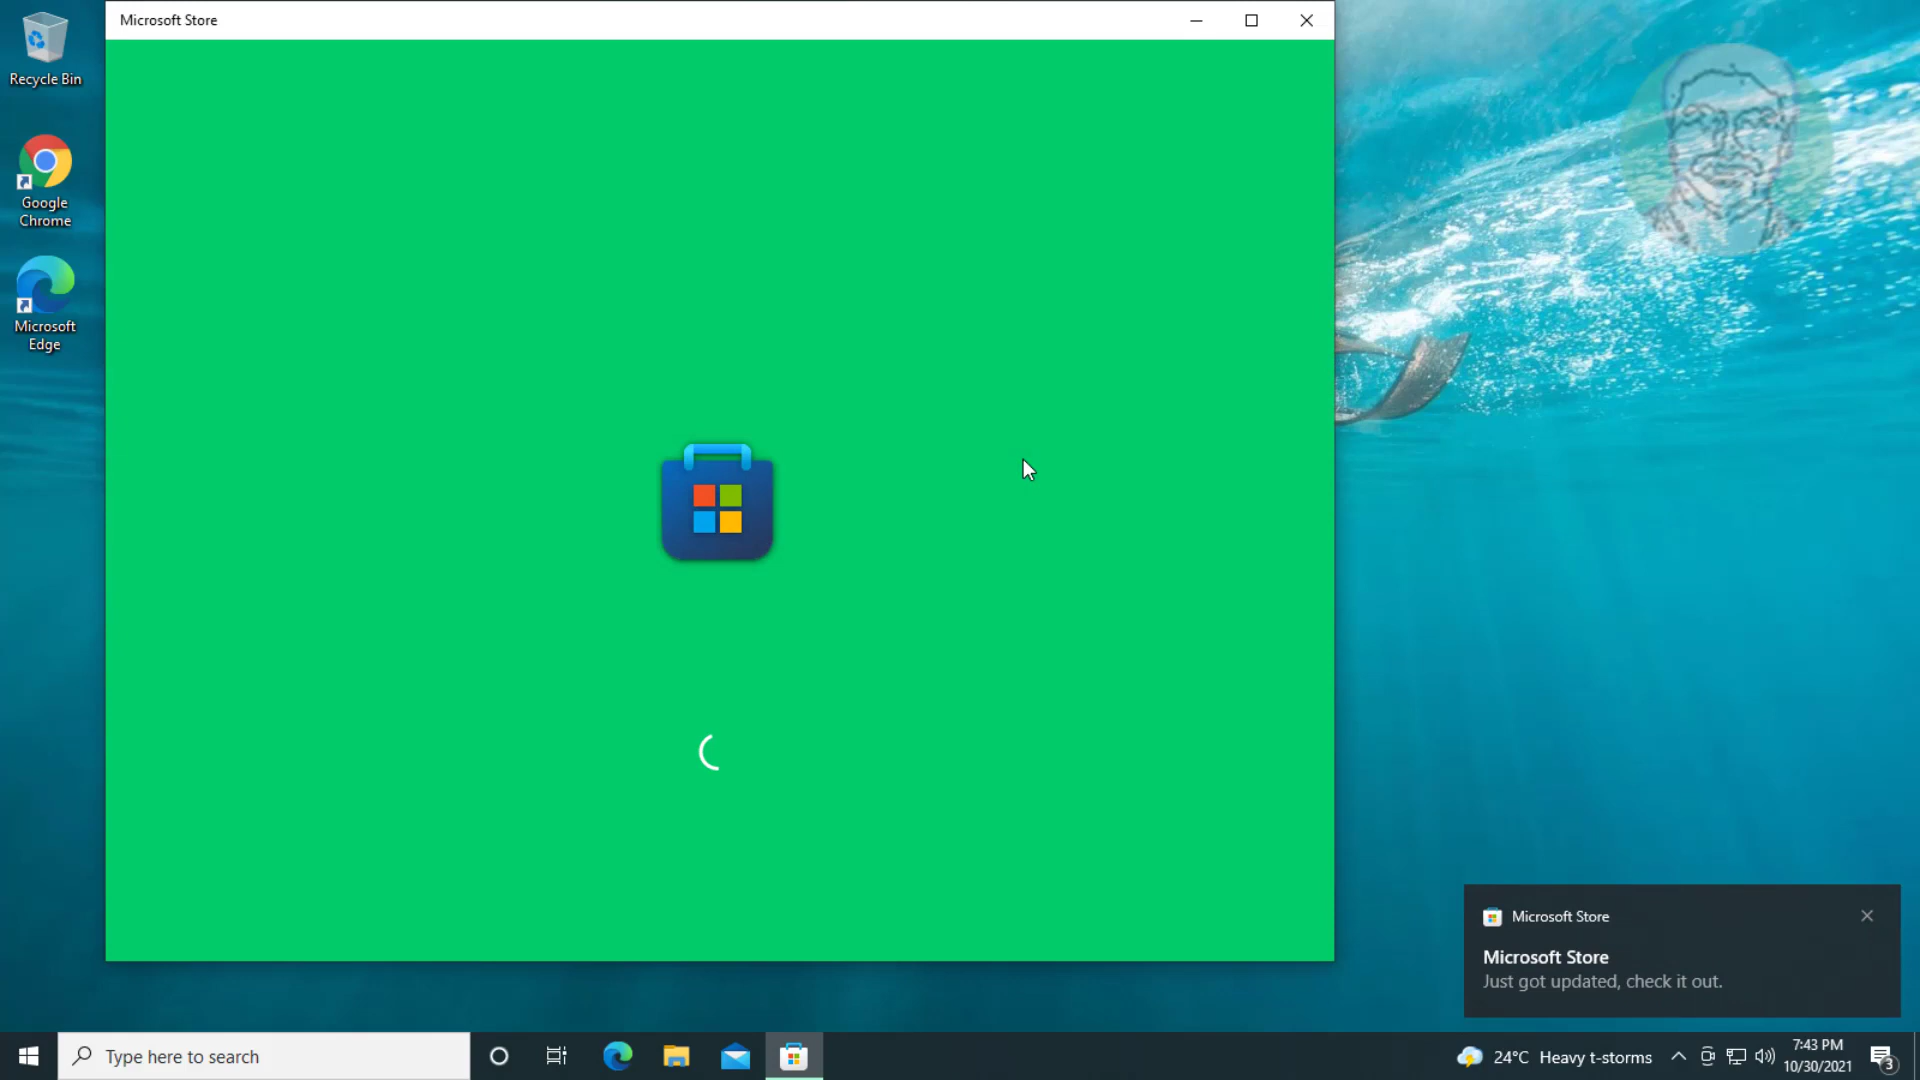 Microsoft Store
Recycle Bin
Google
Chrome
Microsoft
Edge
Microsoft Store
Microsoft Store
Just got updated, check it out.
Type here to search
24°C Heavy t-storms
7:43 PM
10/30/2021
3